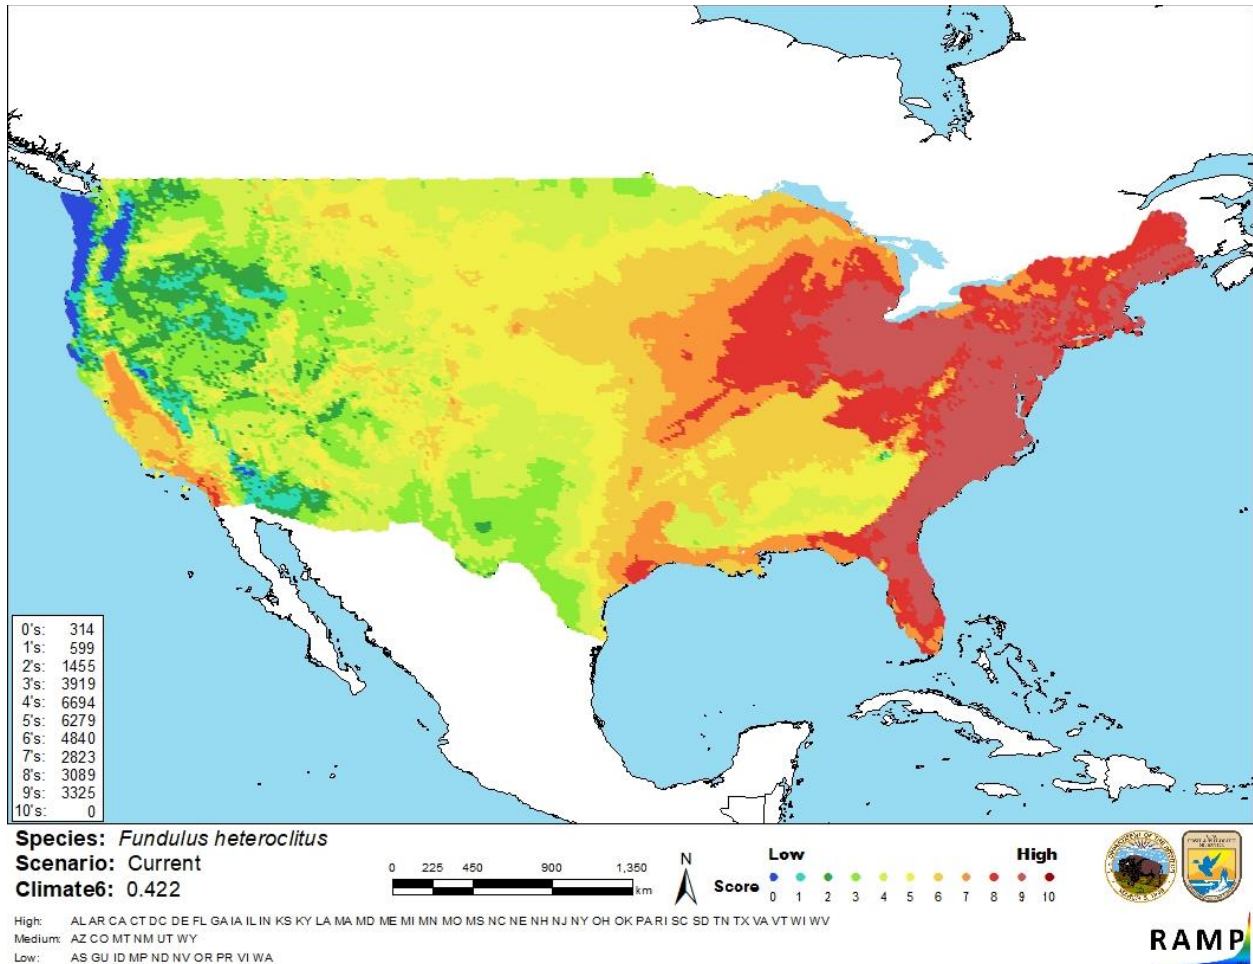 0's: 314
1's: 599
2's: 1455
3's: 3919
4's: 6694
5's: 6279
6's: 4840
7's: 2823
8's: 3089
9's: 3325
10's: 0
Species: Fundulus heteroclitus
Scenario: Current
Climate6: 0.422
0 225 450 900 1,350
km
N
Low High
Score
0 1 2 3 4 5 6 7 8 9 10
High: AL AR CA CT DC DE FL GA IA IL IN KS KY LA MA MD ME MI MN MO MS NC NE NH NJ NY OH OK PA RI SC SD TN TX VA VT WI WV
Medium: AZ CO MT NM UT WY
Low: AS GU ID MP ND NV OR PR VI WA
RAMP